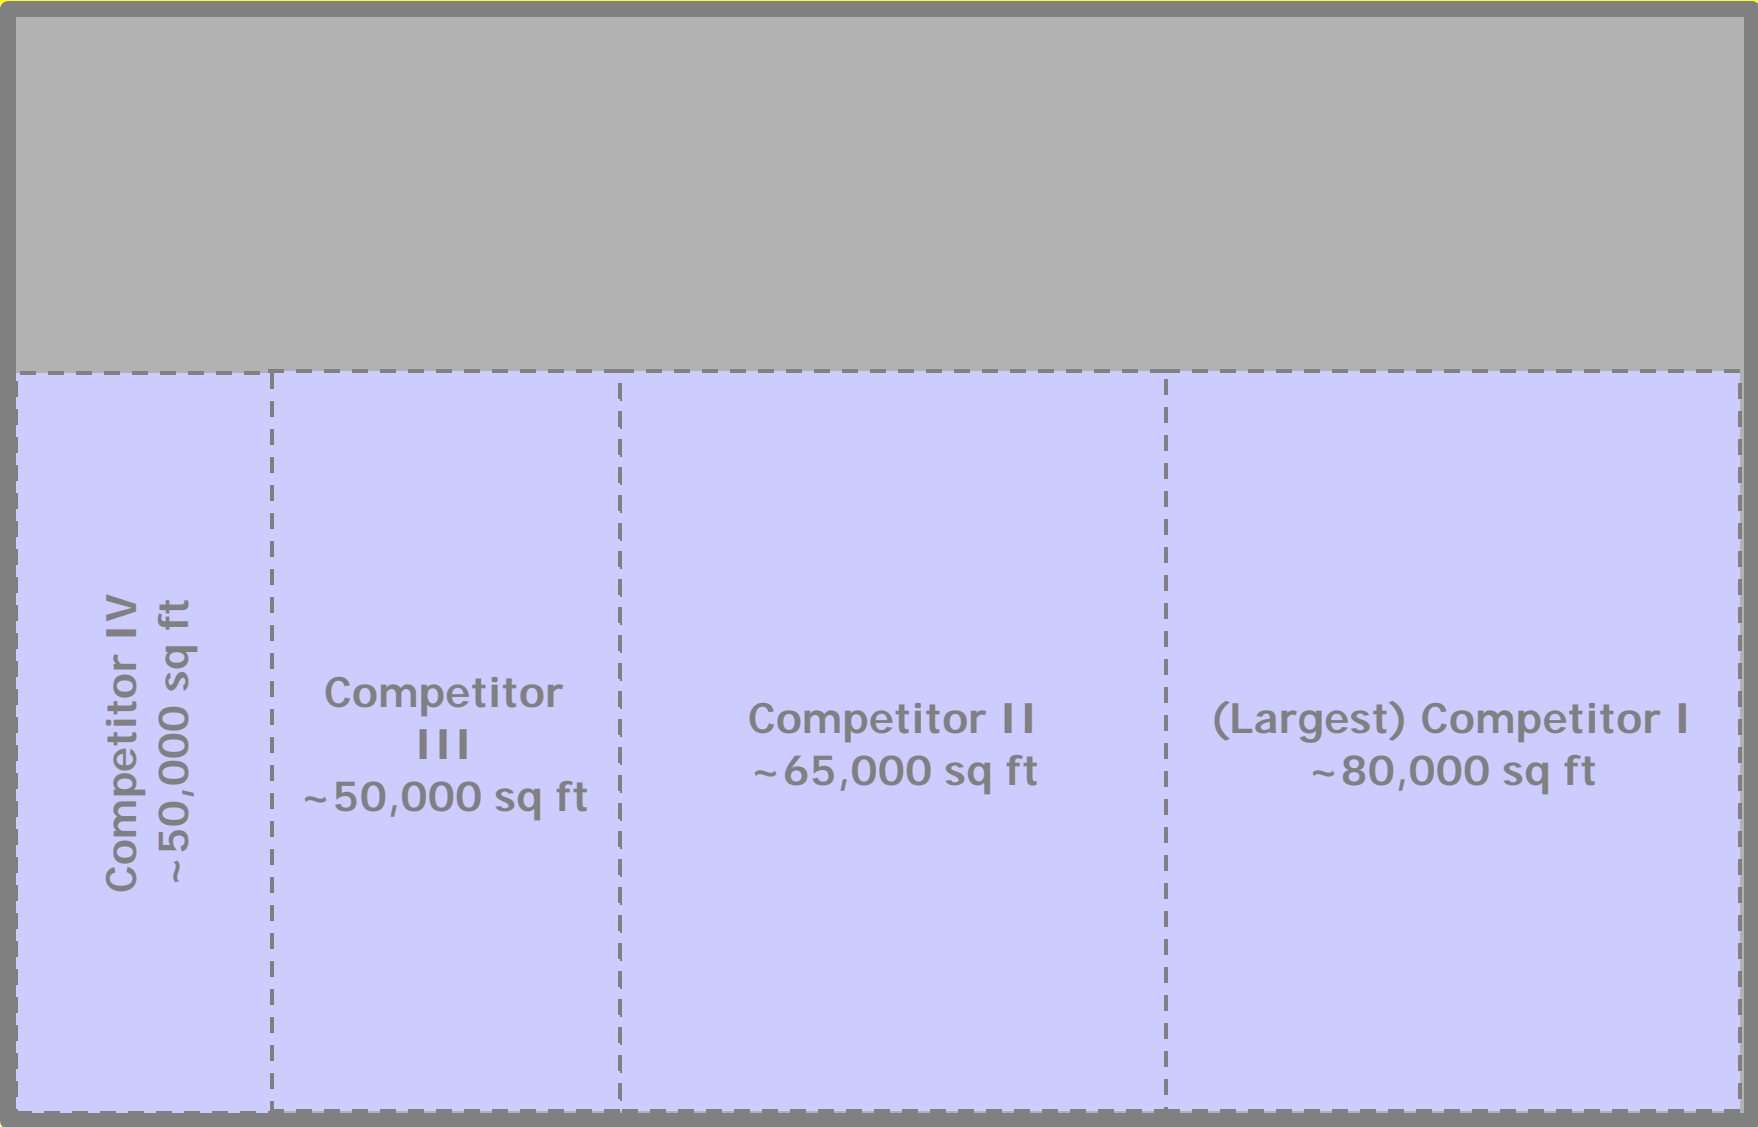 Competitor IV
~50,000 sq ft
Competitor
III
~50,000 sq ft
Competitor II
~65,000 sq ft
(Largest) Competitor I
~80,000 sq ft